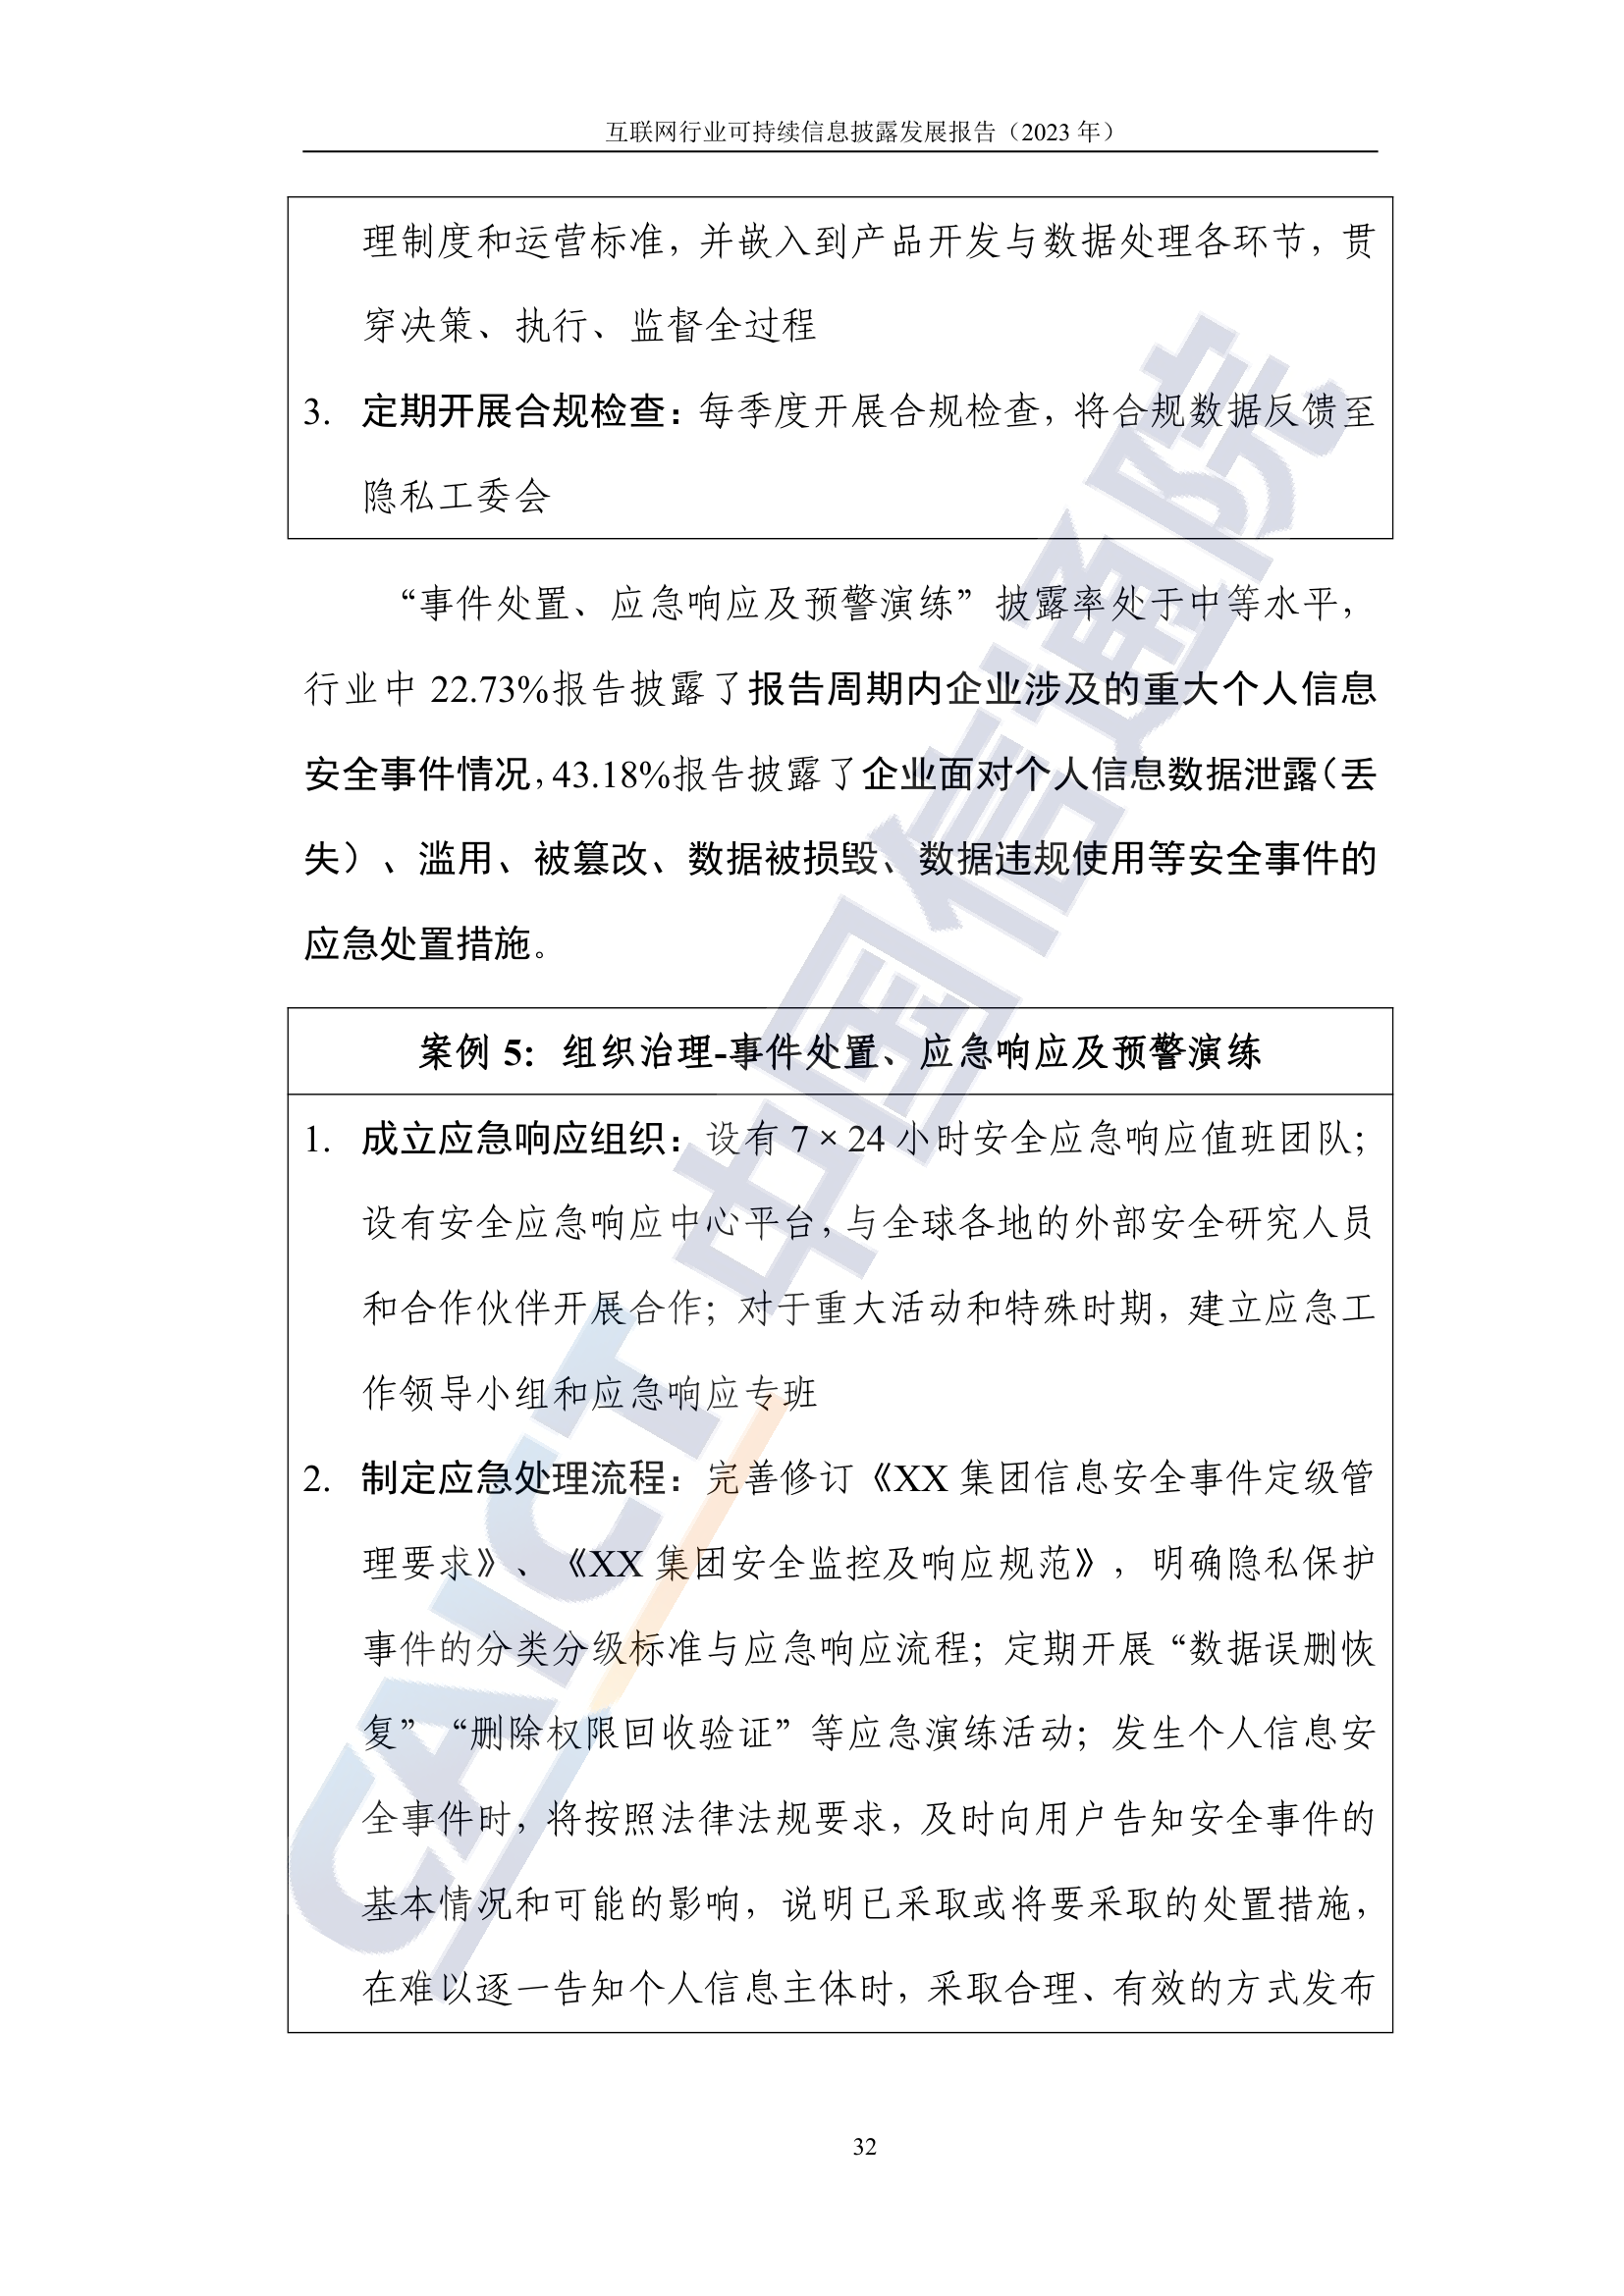 互联网行业可持续信息披露发展报告（2023 年）
理制度和运营标准，并嵌入到产品开发与数据处理各环节，贯
穿决策、执行、监督全过程
3. 定期开展合规检查：每季度开展合规检查，将合规数据反馈至
隐私工委会
“事件处置、应急响应及预警演练”披露率处于中等水平，
行业中 22.73%报告披露了报告周期内企业涉及的重大个人信息
安全事件情况，43.18%报告披露了企业面对个人信息数据泄露（丢
失）、滥用、被篡改、数据被损毁、数据违规使用等安全事件的
应急处置措施。
案例 5：组织治理-事件处置、应急响应及预警演练
1. 成立应急响应组织：设有 7×24 小时安全应急响应值班团队；
设有安全应急响应中心平台，与全球各地的外部安全研究人员
和合作伙伴开展合作；对于重大活动和特殊时期，建立应急工
作领导小组和应急响应专班
2. 制定应急处理流程：完善修订《XX 集团信息安全事件定级管
理要求》、《XX 集团安全监控及响应规范》，明确隐私保护
事件的分类分级标准与应急响应流程；定期开展“数据误删恢
复”“删除权限回收验证”等应急演练活动；发生个人信息安
全事件时，将按照法律法规要求，及时向用户告知安全事件的
基本情况和可能的影响，说明已采取或将要采取的处置措施，
在难以逐一告知个人信息主体时，采取合理、有效的方式发布
32
CAICT 中国信通院